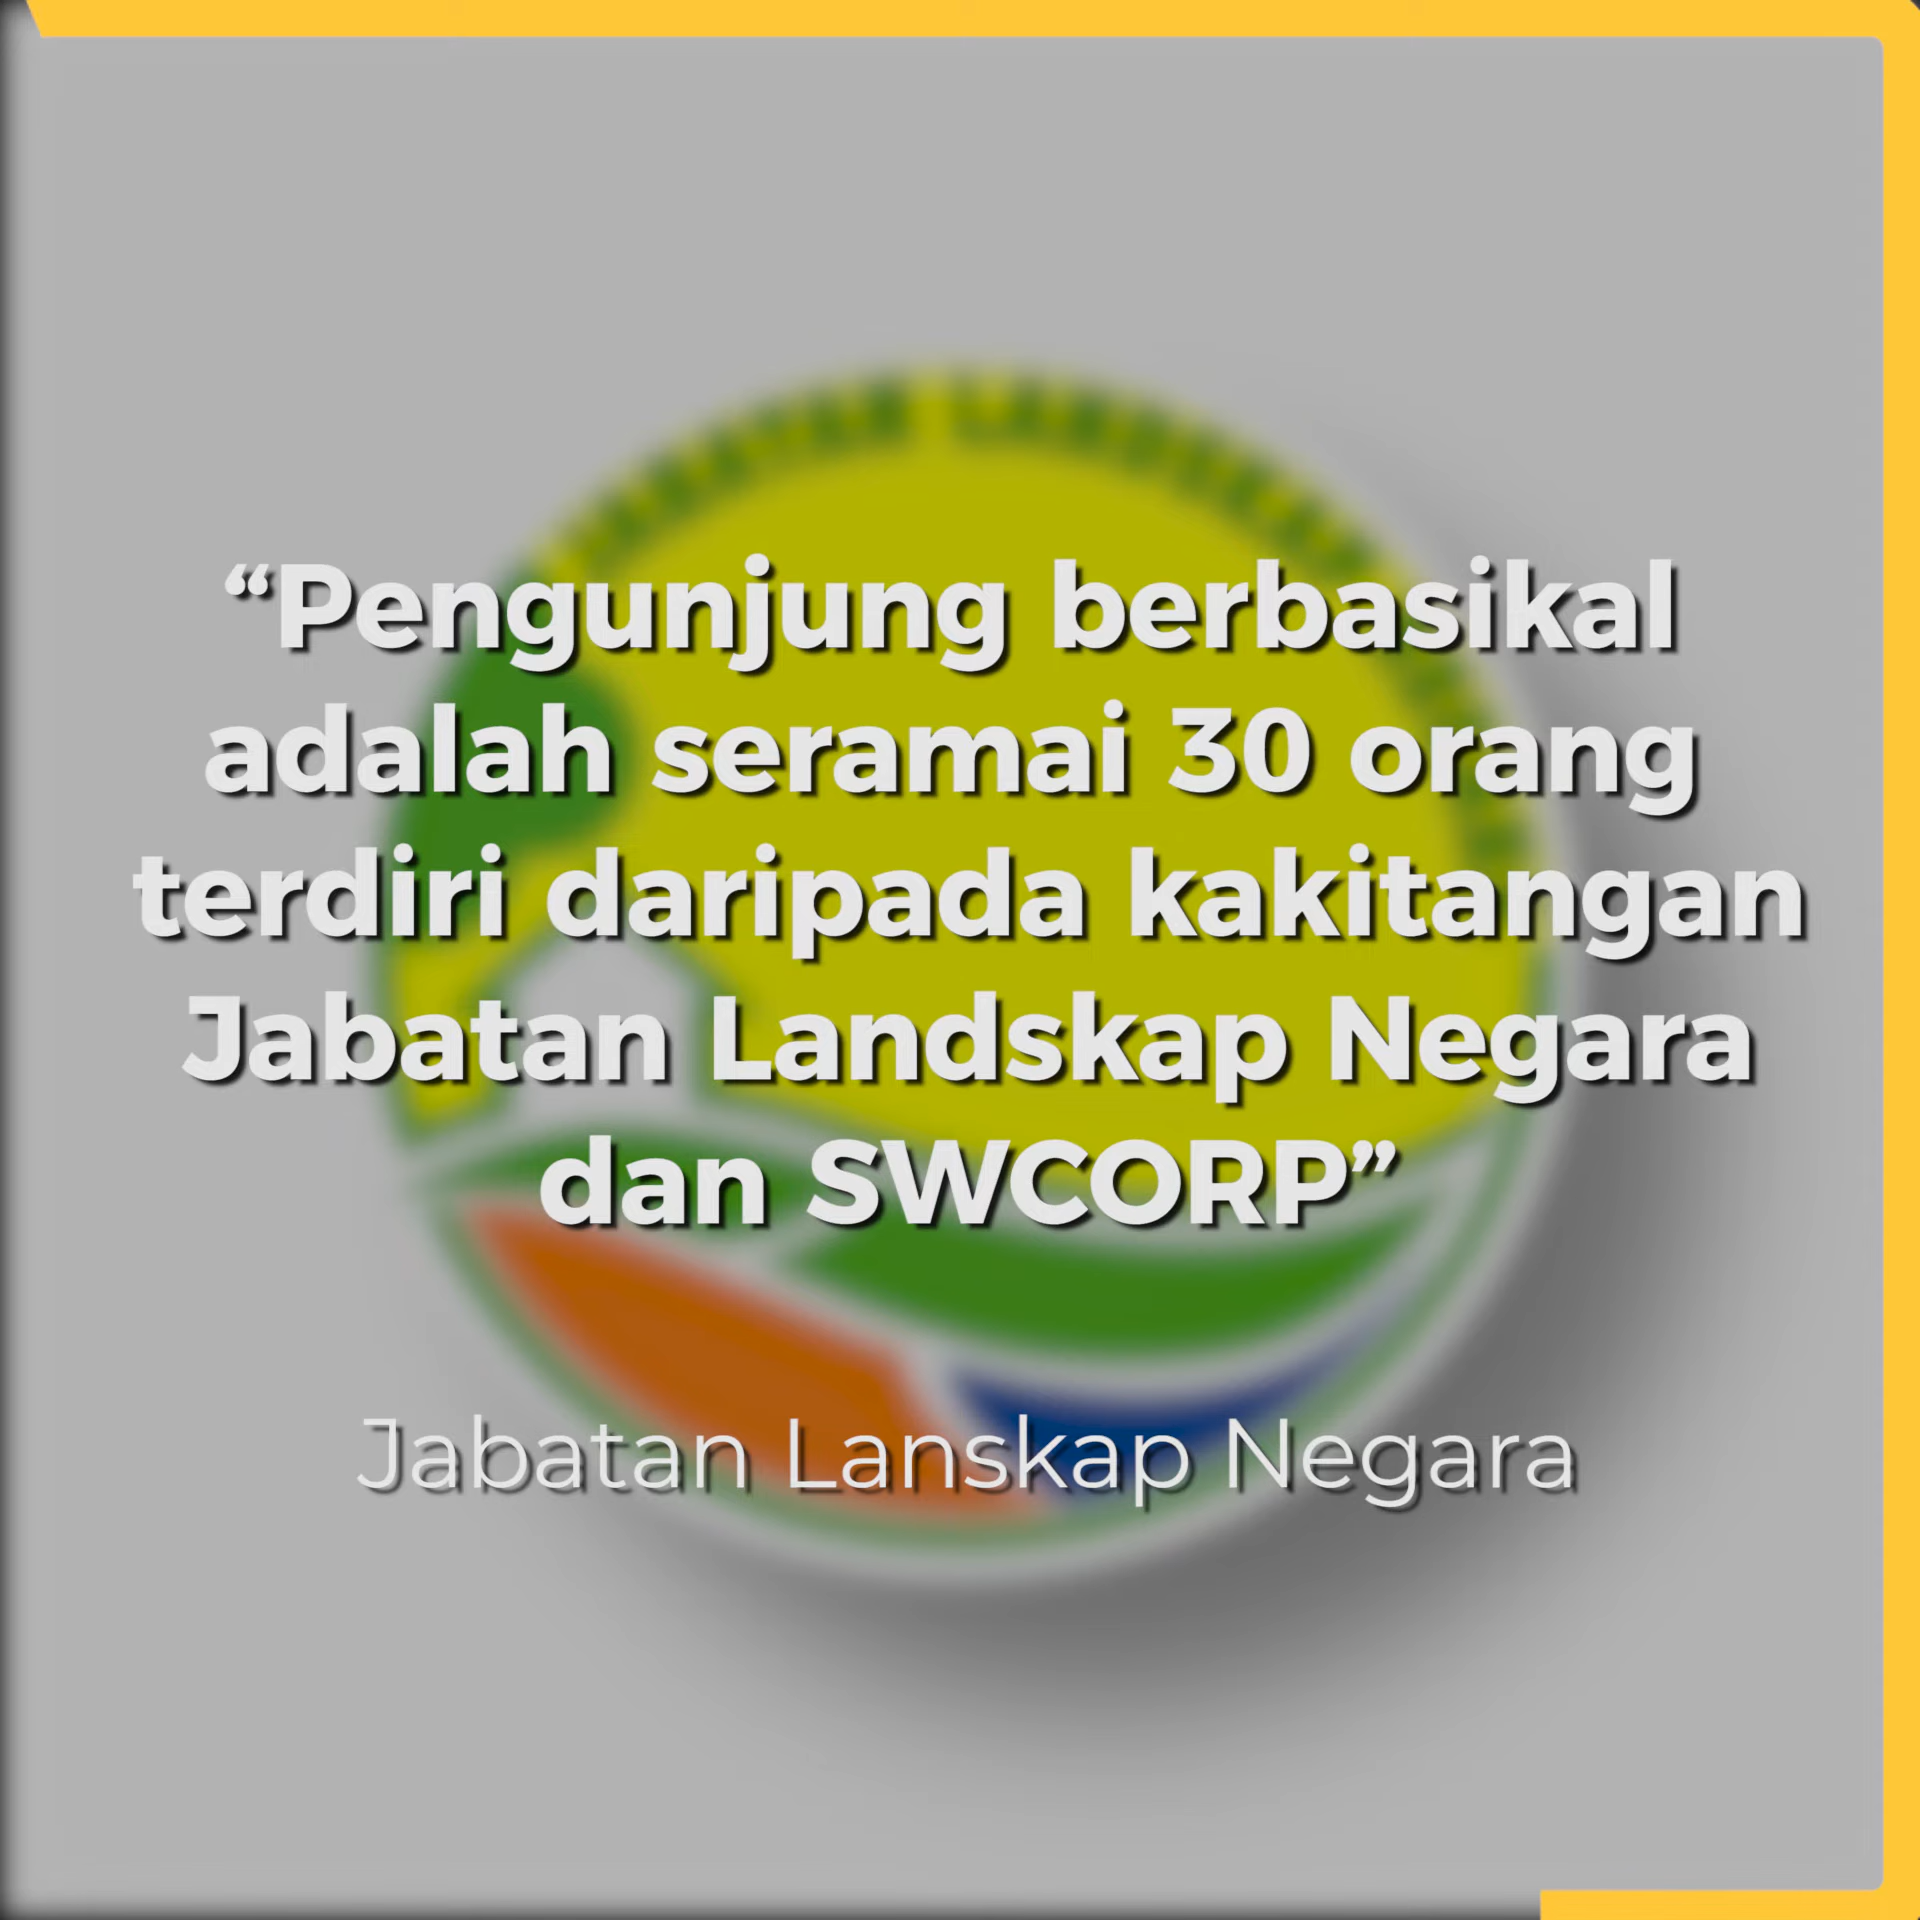 “Pengunjung berbasikal
adalah seramai 30 orang
terdiri daripada kakitangan
Jabatan Landskap Negara
dan SWCORP”
Jabatan Lanskap Negara